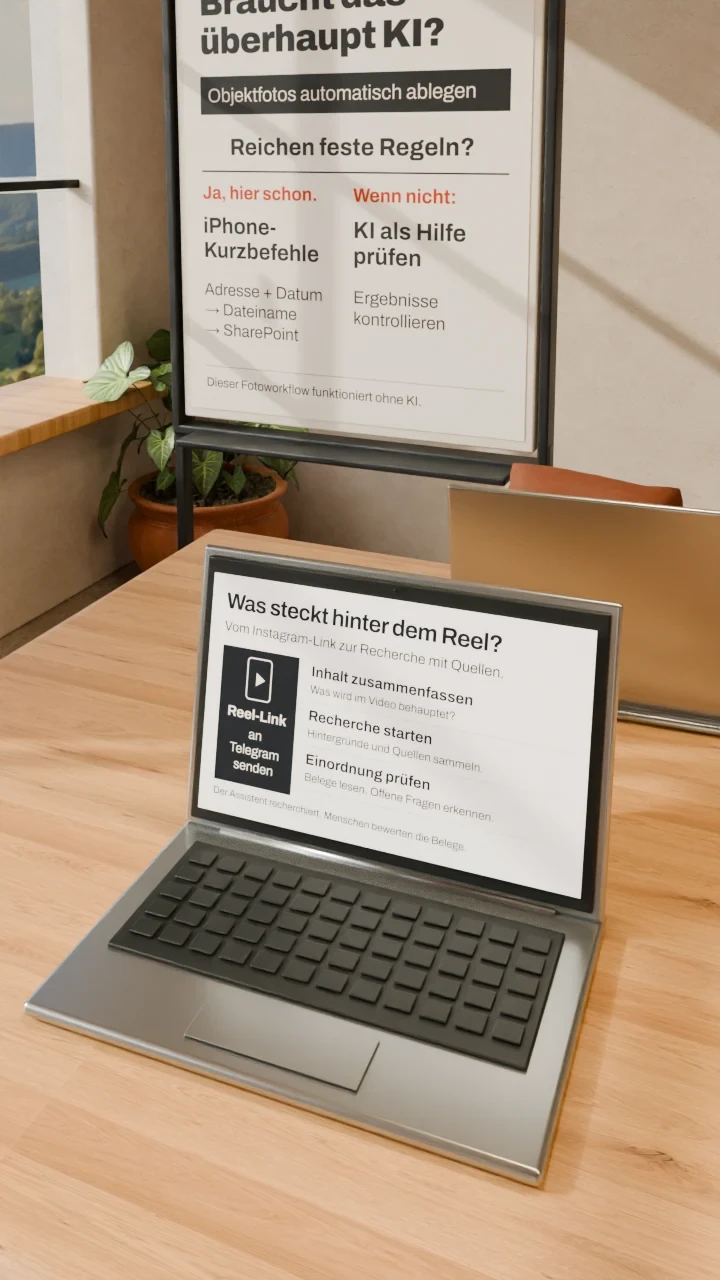 Braucht das
überhaupt KI?
Objektfotos automatisch ablegen
Reichen feste Regeln?
Ja, hier schon.
iPhone-
Kurzbefehle
Adresse + Datum
→ Dateiname
→ SharePoint
Wenn nicht:
KI als Hilfe
prüfen
Ergebnisse
kontrollieren
Dieser Fotoworkflow funktioniert ohne KI.
Was steckt hinter dem Reel?
Vom Instagram-Link zur Recherche mit Quellen.
Reel-Link
an
Telegram
senden
Inhalt zusammenfassen
Was wird im Video behauptet?
Recherche starten
Hintergründe und Quellen sammeln.
Einordnung prüfen
Belege lesen. Offene Fragen erkennen.
Der Assistent recherchiert. Menschen bewerten die Belege.